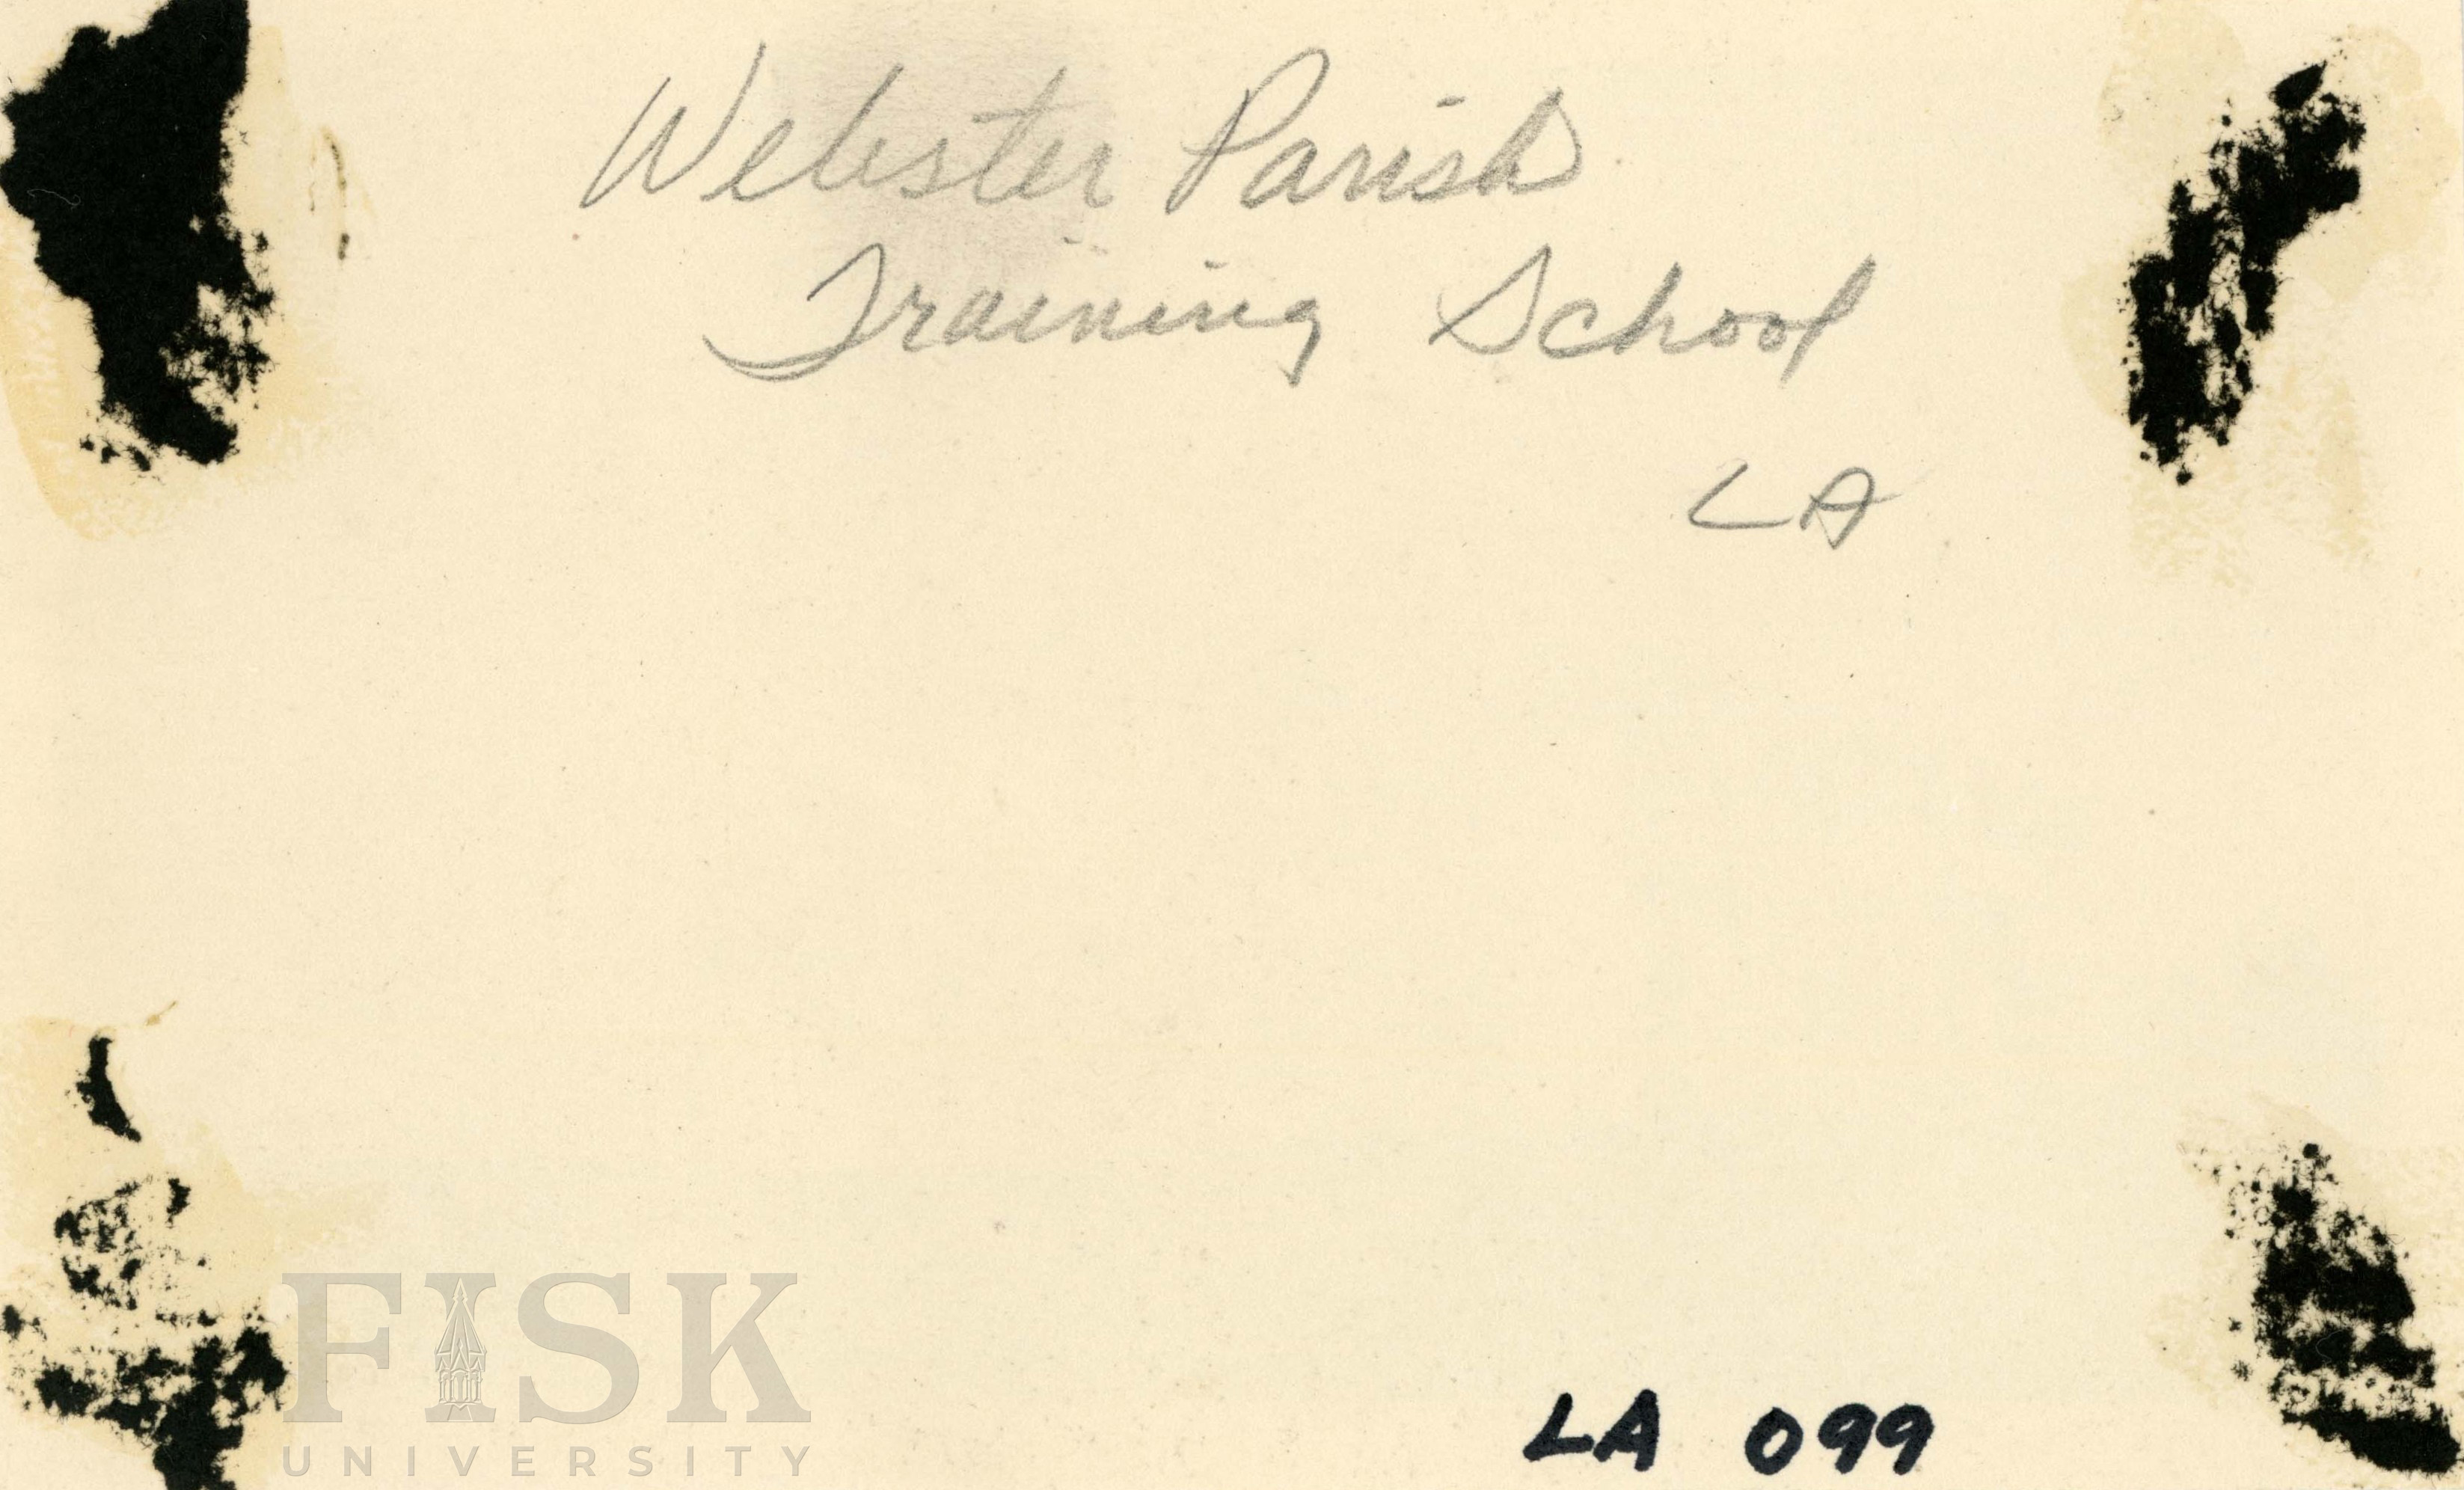 Webster Parish
Training School
LA
FISK
UNIVERSITY
LA 099